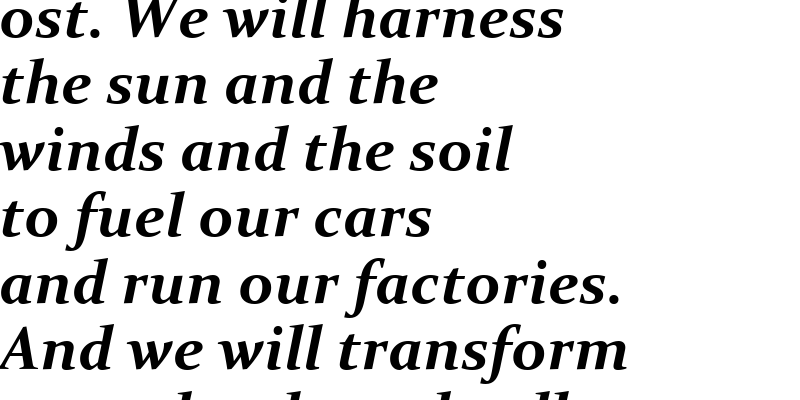 ost. We will harness
the sun and the
winds and the soil
to fuel our cars
and run our factories.
And we will transform